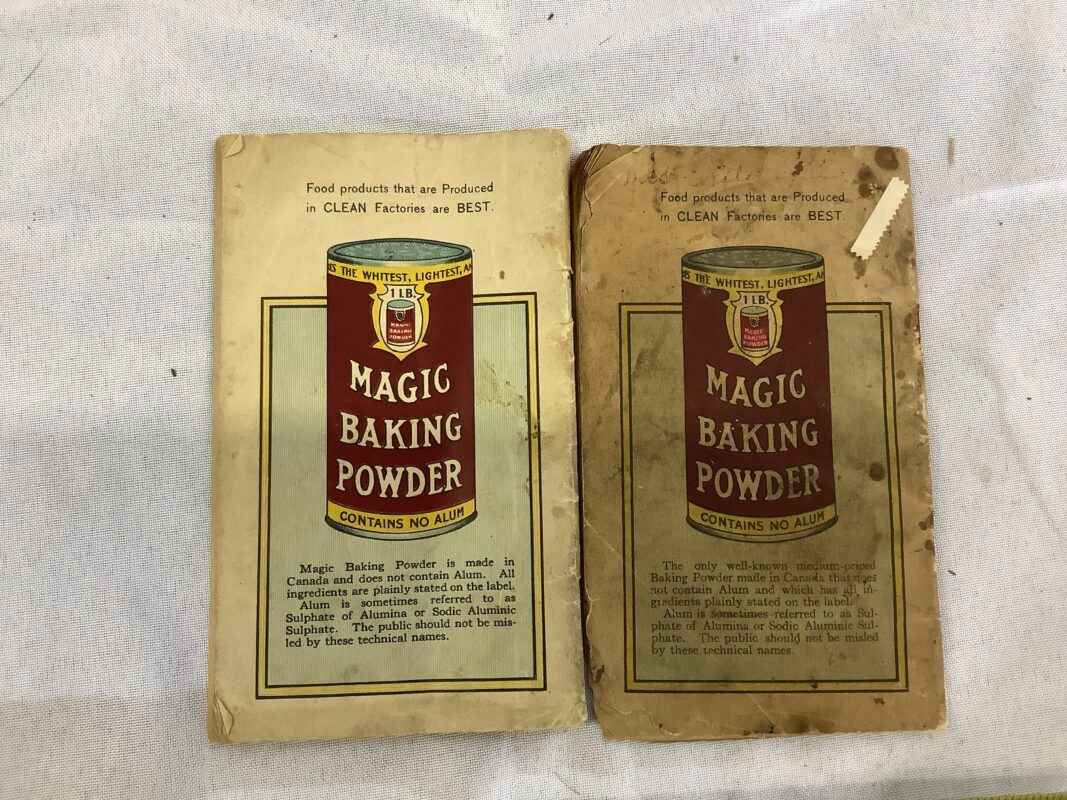 Food products that are Produced
in CLEAN Factories are BEST.
THE WHITEST, LIGHTEST,
1 LB.
MAGIC
BAKING
POWDER
MAGIC
BAKING
POWDER
CONTAINS NO ALUM
Magic Baking Powder is made in
Canada and does not contain Alum. All
ingredients are plainly stated on the label.
Alum is sometimes referred to as
Sulphate of Alumina or Sodic Aluminic
Sulphate. The public should not be mis-
led by these technical names.
Food products that are Produced
in CLEAN Factories are BEST.
THE WHITEST, LIGHTEST,
1 LB.
MAGIC
BAKING
POWDER
MAGIC
BAKING
POWDER
CONTAINS NO ALUM
The only well-known medium-priced
Baking Powder made in Canada that does
not contain Alum and which has all in-
gredients plainly stated on the label.
Alum is sometimes referred to as Sul-
phate of Alumina or Sodic Aluminic Sul-
phate. The public should not be misled
by these technical names.